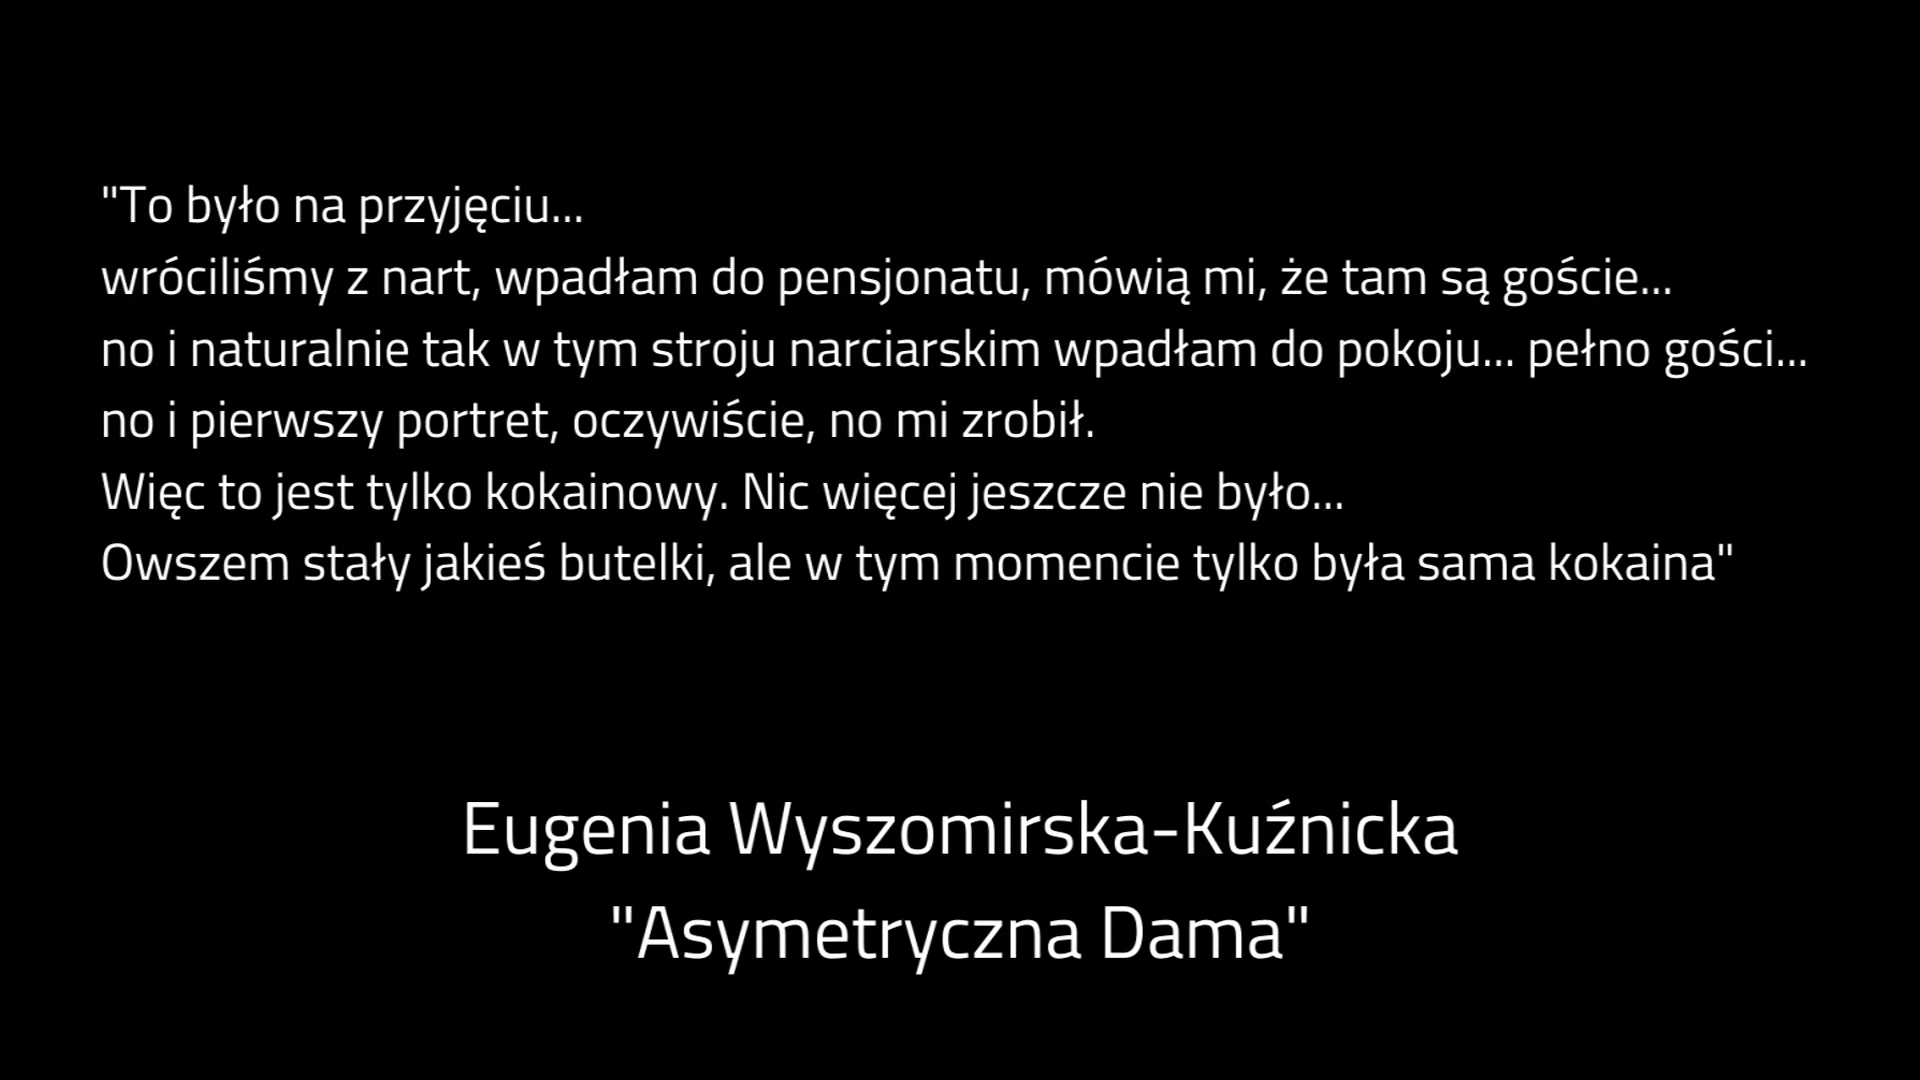 "To było na przyjęciu...
wróciliśmy z nart, wpadłam do pensjonatu, mówią mi, że tam są goście...
no i naturalnie tak w tym stroju narciarskim wpadłam do pokoju... pełno gości...
no i pierwszy portret, oczywiście, no mi zrobił.
Więc to jest tylko kokainowy. Nic więcej jeszcze nie było...
Owszem stały jakieś butelki, ale w tym momencie tylko była sama kokaina"
Eugenia Wyszomirska-Kuźnicka
"Asymetryczna Dama"